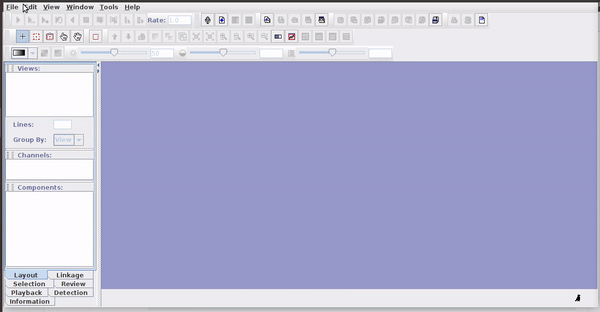 File Edit View Window Tools Help
Rate: 1.0
Views:
Lines:
Group By: View
Channels:
Components:
Layout Linkage
Selection Review
Playback Detection
Information